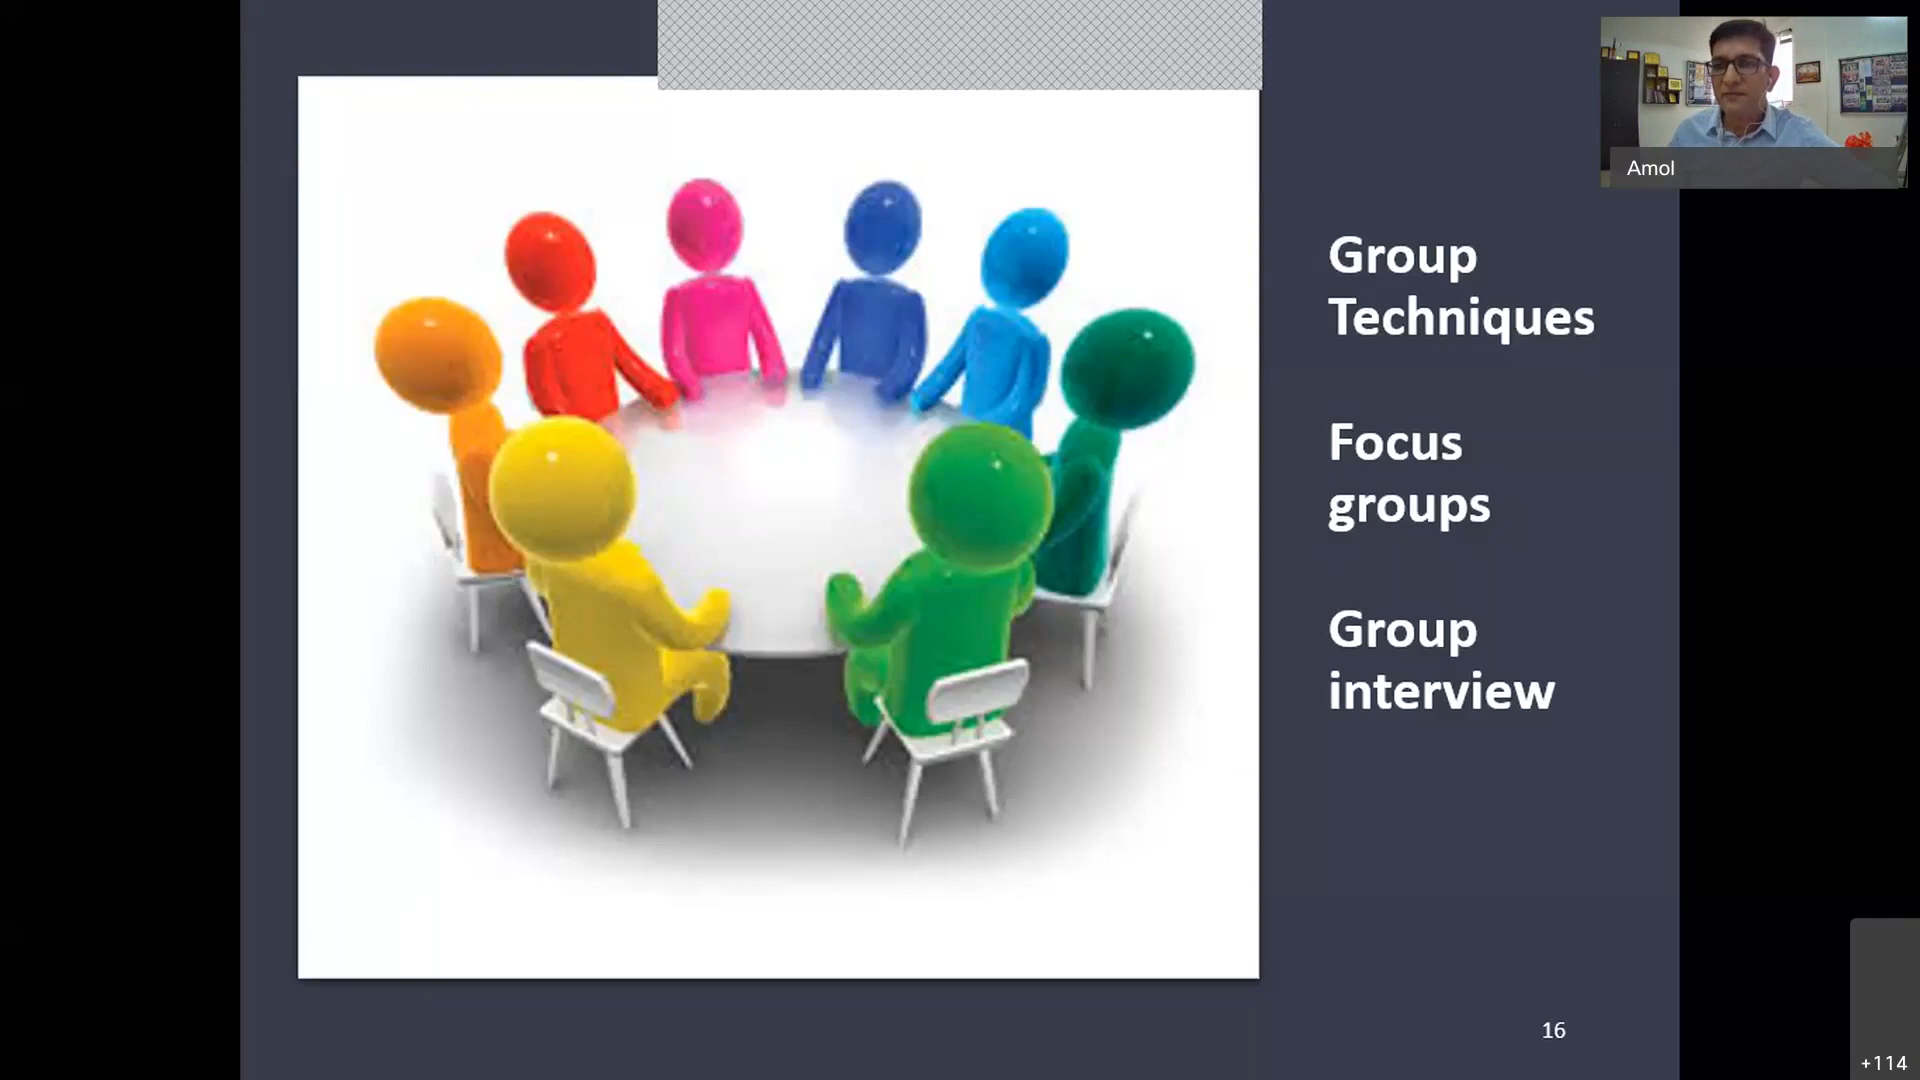 Amol
Group
Techniques
Focus
groups
Group
interview
16
+114